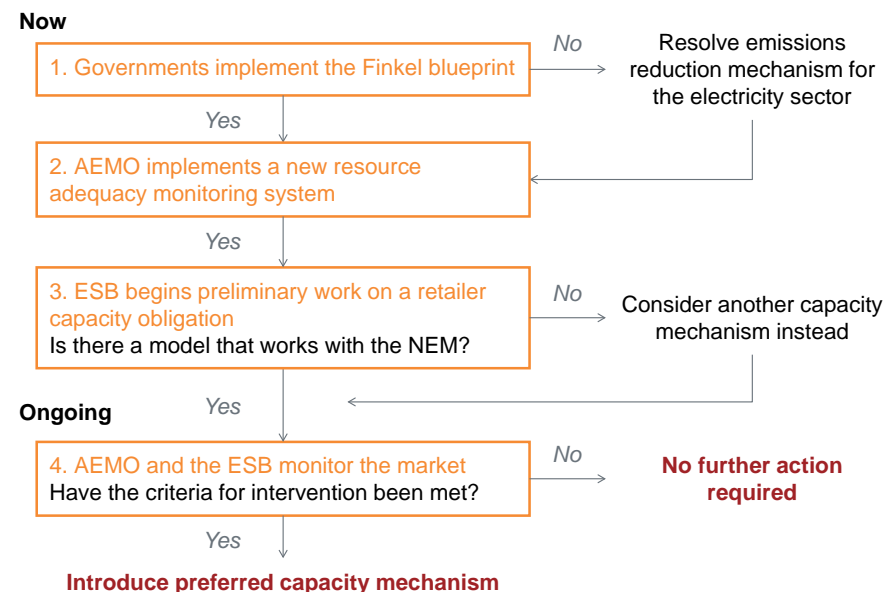 Now
1. Governments implement the Finkel blueprint
No
Resolve emissions
reduction mechanism for
the electricity sector
Yes
2. AEMO implements a new resource
adequacy monitoring system
Yes
3. ESB begins preliminary work on a retailer
capacity obligation
Is there a model that works with the NEM?
No
Consider another capacity
mechanism instead
Yes
Ongoing
4. AEMO and the ESB monitor the market
Have the criteria for intervention been met?
No
No further action
required
Yes
Introduce preferred capacity mechanism